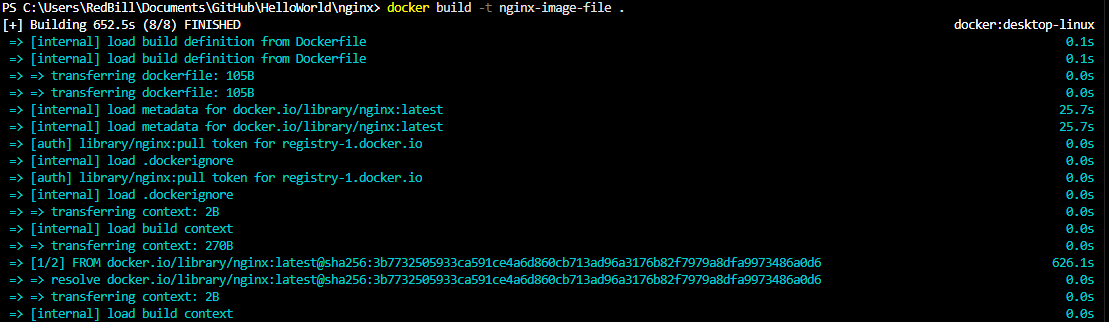 PS C:\Users\RedBill\Documents\GitHub\HelloWorld\nginx> docker build -t nginx-image-file .
[+] Building 652.5s (8/8) FINISHED docker:desktop-linux
=> [internal] load build definition from Dockerfile 0.1s
=> [internal] load build definition from Dockerfile 0.1s
=> => transferring dockerfile: 105B 0.0s
=> => transferring dockerfile: 105B 0.0s
=> [internal] load metadata for docker.io/library/nginx:latest 25.7s
=> [internal] load metadata for docker.io/library/nginx:latest 25.7s
=> [auth] library/nginx:pull token for registry-1.docker.io 0.0s
=> [internal] load .dockerignore 0.0s
=> [auth] library/nginx:pull token for registry-1.docker.io 0.0s
=> [internal] load .dockerignore 0.0s
=> => transferring context: 2B 0.0s
=> [internal] load build context 0.0s
=> => transferring context: 270B 0.0s
=> [1/2] FROM docker.io/library/nginx:latest@sha256:3b7732505933ca591ce4a6d860cb713ad96a3176b82f7979a8dfa9973486a0d6 626.1s
=> => resolve docker.io/library/nginx:latest@sha256:3b7732505933ca591ce4a6d860cb713ad96a3176b82f7979a8dfa9973486a0d6 0.0s
=> => transferring context: 2B 0.0s
=> [internal] load build context 0.0s